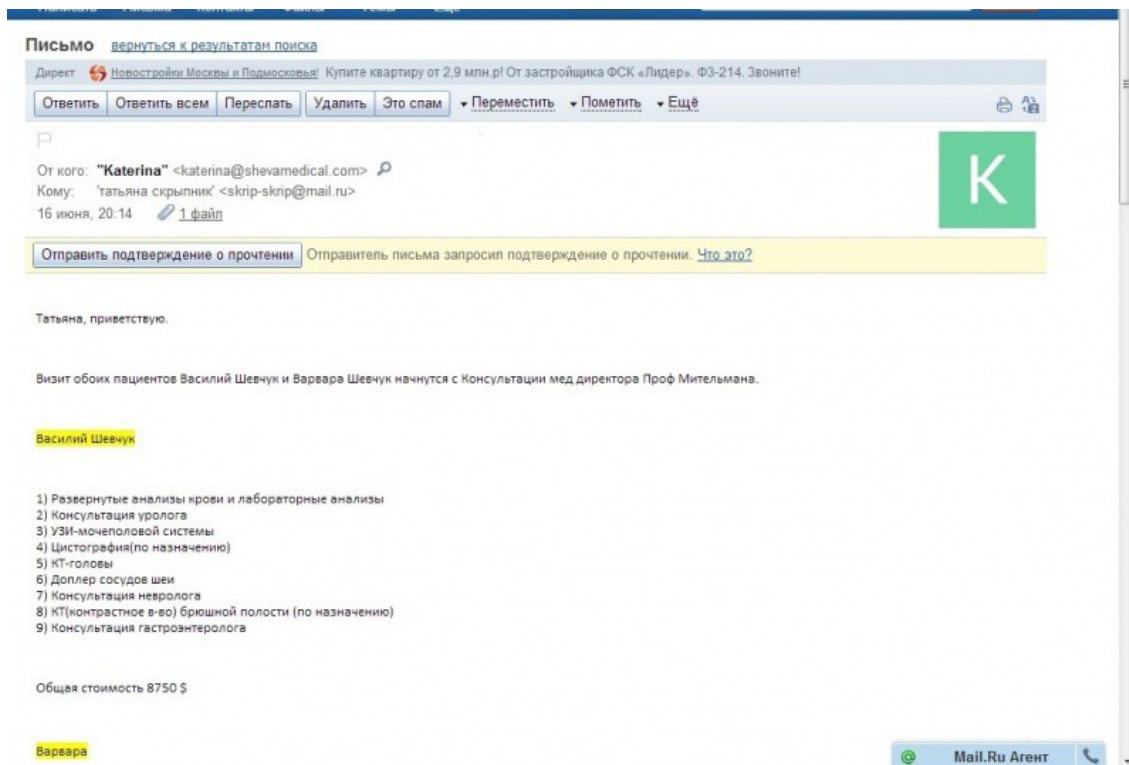 Письмо вернуться к результатам поиска
Директ Новостройки Москвы и Подмосковья! Купите квартиру от 2,9 млн.р! От застройщика ФСК «Лидер». ФЗ-214. Звоните!
Ответить Ответить всем Переслать Удалить Это спам Переместить Пометить Ещё
От кого: "Katerina" <katerina@shevamedical.com>
K
Кому: 'татьяна скрыпник' <skrip-skrip@mail.ru>
16 июня, 20:14 1 файл
Отправить подтверждение о прочтении Отправитель письма запросил подтверждение о прочтении. Что это?
Татьяна, приветствую.
Визит обоих пациентов Василий Шевчук и Варвара Шевчук начнутся с Консультации мед директора Проф Мительмана.
Василий Шевчук
1) Развернутые анализы крови и лабораторные анализы
2) Консультация уролога
3) УЗИ-мочеполовой системы
4) Цистография(по назначению)
5) КТ-головы
6) Доплер сосудов шеи
7) Консультация невролога
8) КТ(контрастное в-во) брюшной полости (по назначению)
9) Консультация гастроэнтеролога
Общая стоимость 8750 $
Варвара
@ Mail.Ru Агент